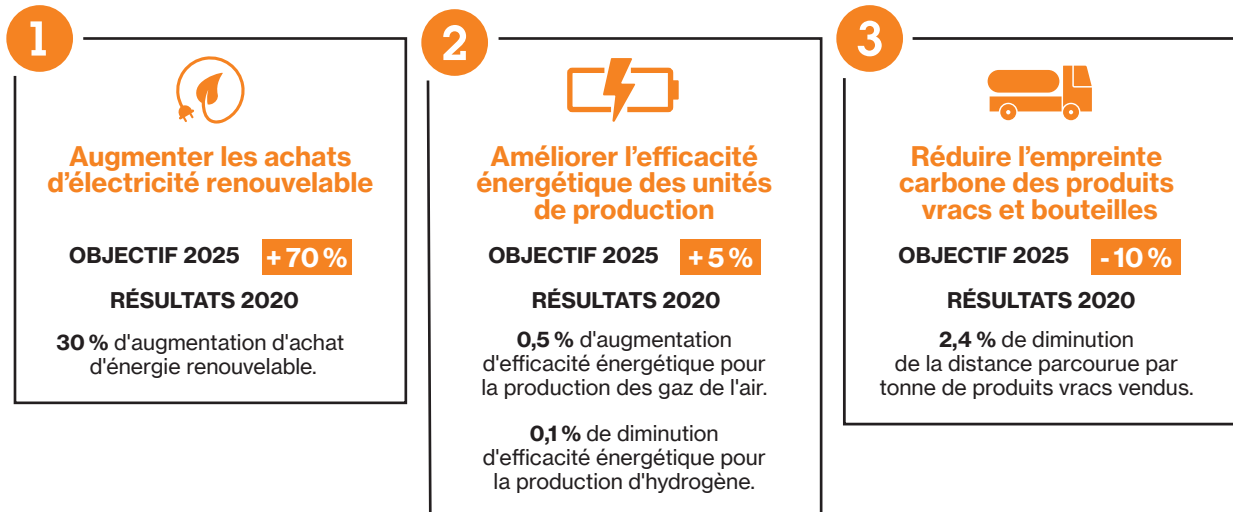 1
Augmenter les achats
d’électricité renouvelable
OBJECTIF 2025 + 70 %
RÉSULTATS 2020
30 % d'augmentation d'achat
d'énergie renouvelable.
2
Améliorer l’efficacité
énergétique des unités
de production
OBJECTIF 2025 + 5 %
RÉSULTATS 2020
0,5 % d'augmentation
d'efficacité énergétique pour
la production des gaz de l'air.
0,1 % de diminution
d'efficacité énergétique pour
la production d'hydrogène.
3
Réduire l’empreinte
carbone des produits
vracs et bouteilles
OBJECTIF 2025 - 10 %
RÉSULTATS 2020
2,4 % de diminution
de la distance parcourue par
tonne de produits vracs vendus.